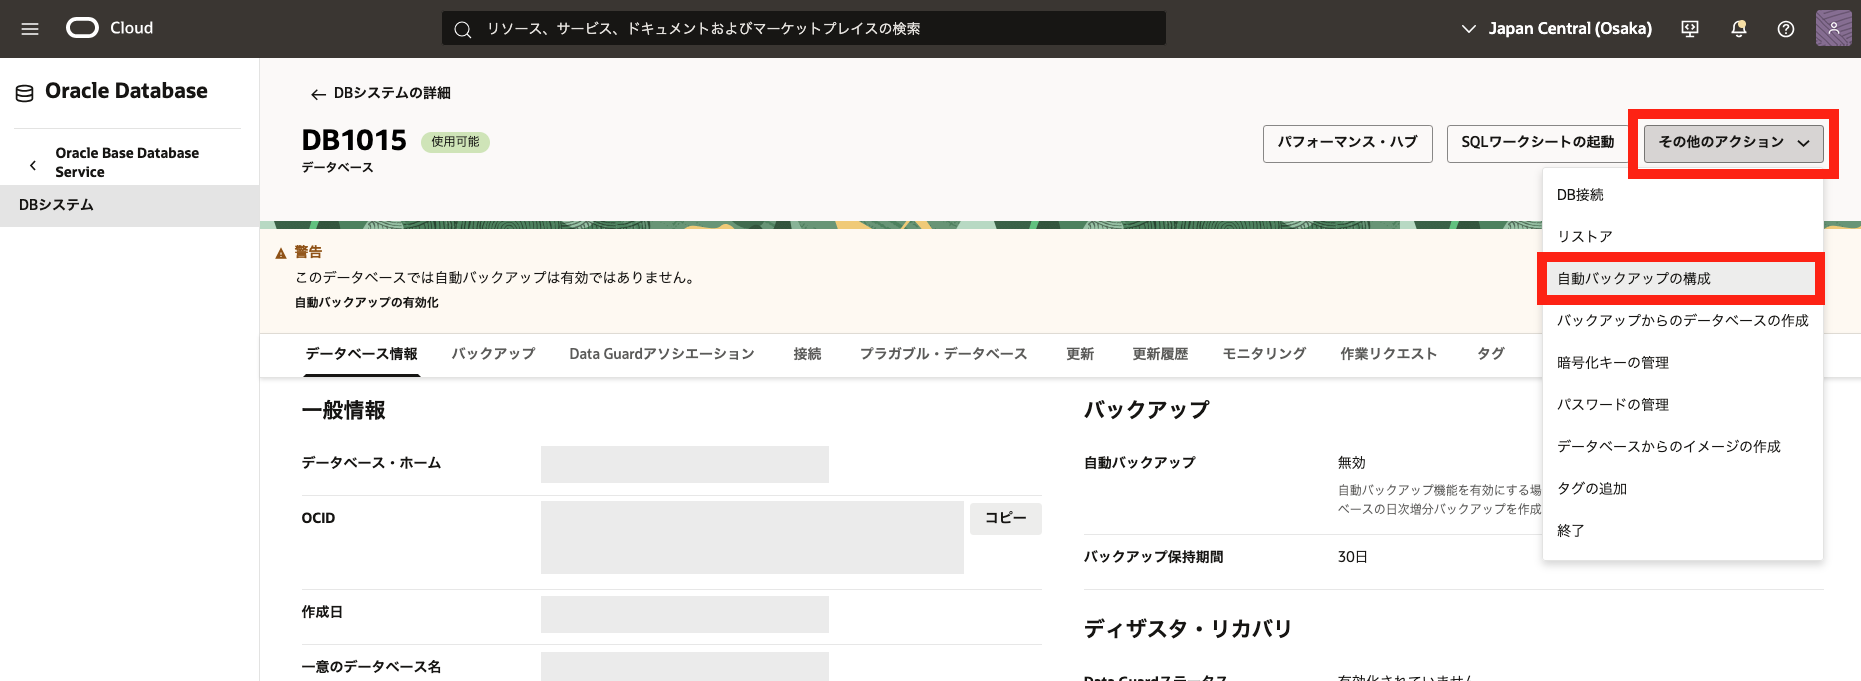 Cloud
リソース、サービス、ドキュメントおよびマーケットプレイスの検索
Japan Central (Osaka)
Oracle Database
Oracle Base Database
Service
DBシステム
DBシステムの詳細
DB1015
使用可能
データベース
パフォーマンス・ハブ
SQLワークシートの起動
その他のアクション
DB接続
リストア
自動バックアップの構成
バックアップからのデータベースの作成
暗号化キーの管理
パスワードの管理
データベースからのイメージの作成
タグの追加
終了
警告
このデータベースでは自動バックアップは有効ではありません。
自動バックアップの有効化
データベース情報
バックアップ
Data Guardアソシエーション
接続
プラガブル・データベース
更新
更新履歴
モニタリング
作業リクエスト
タグ
一般情報
データベース・ホーム
OCID
コピー
作成日
一意のデータベース名
バックアップ
自動バックアップ
無効
自動バックアップ機能を有効にする場
ベースの日次増分バックアップを作成
バックアップ保持期間
30日
ディザスタ・リカバリ
Data Guardステータス
有効化されていません